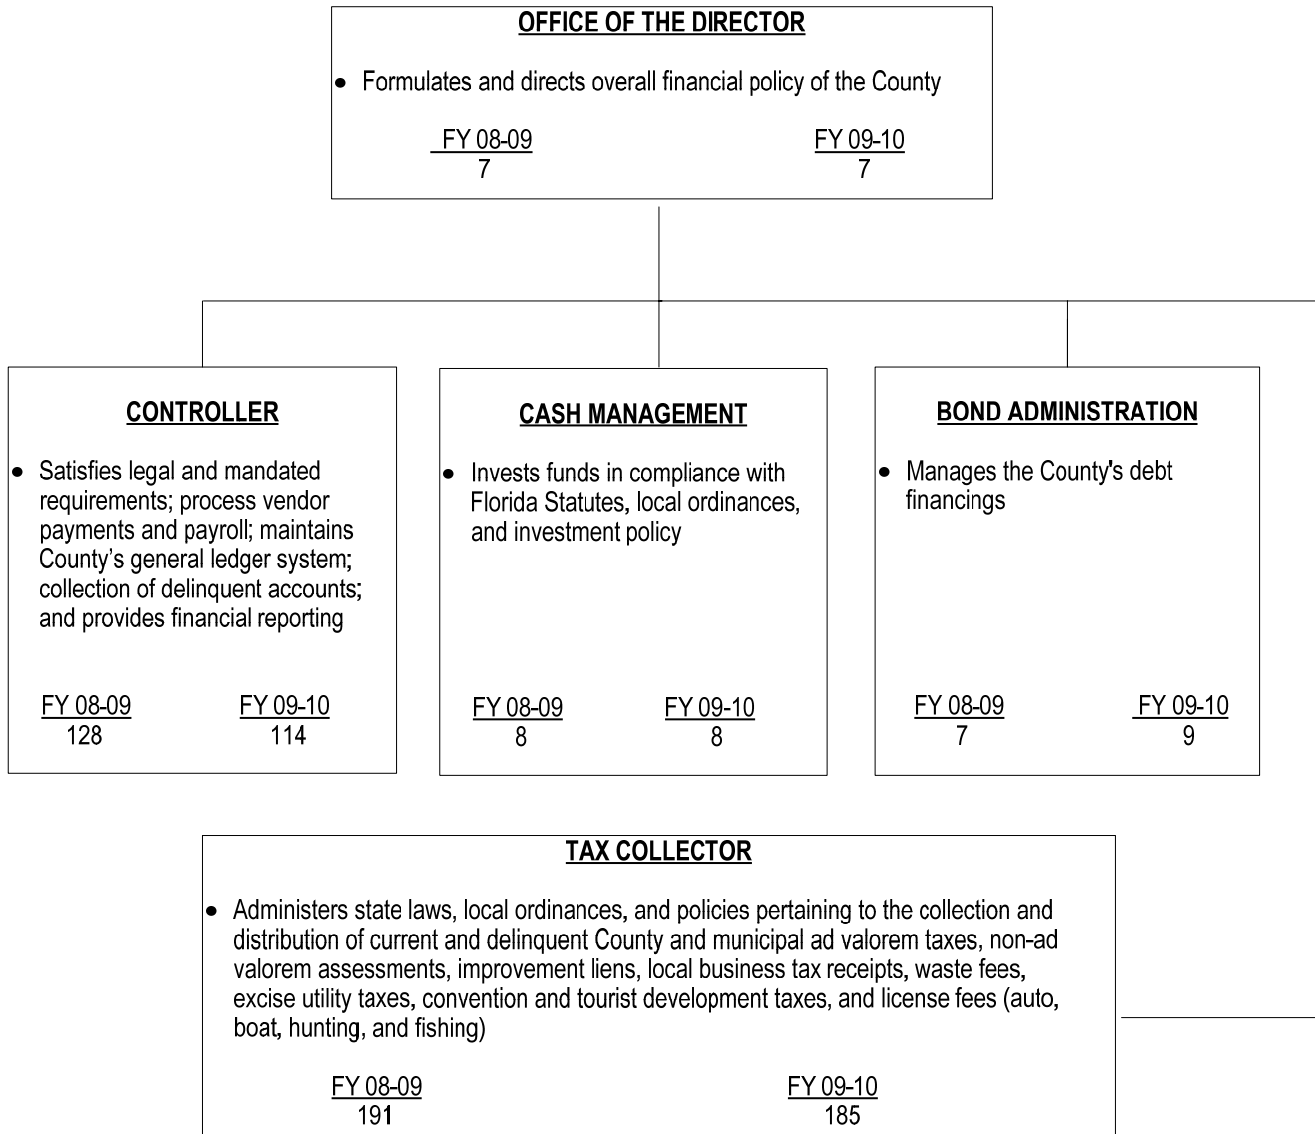 OFFICE OF THE DIRECTOR
• Formulates and directs overall financial policy of the County
FY 08-09 FY 09-10
7 7
CONTROLLER
• Satisfies legal and mandated
requirements; process vendor
payments and payroll; maintains
County’s general ledger system;
collection of delinquent accounts;
and provides financial reporting
FY 08-09 FY 09-10
128 114
CASH MANAGEMENT
• Invests funds in compliance with
Florida Statutes, local ordinances,
and investment policy
FY 08-09 FY 09-10
8 8
BOND ADMINISTRATION
• Manages the County's debt
financings
FY 08-09 FY 09-10
7 9
TAX COLLECTOR
• Administers state laws, local ordinances, and policies pertaining to the collection and
distribution of current and delinquent County and municipal ad valorem taxes, non-ad
valorem assessments, improvement liens, local business tax receipts, waste fees,
excise utility taxes, convention and tourist development taxes, and license fees (auto,
boat, hunting, and fishing)
FY 08-09 FY 09-10
191 185